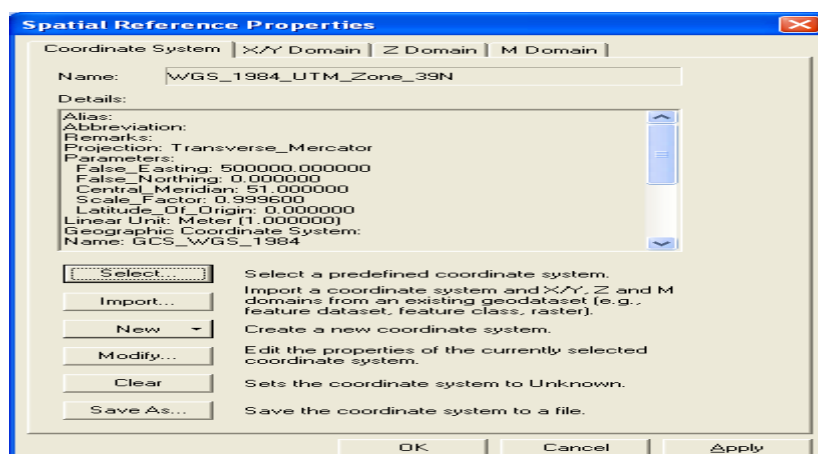 Spatial Reference Properties
Coordinate System X/Y Domain Z Domain M Domain
Name: WGS_1984_UTM_Zone_39N
Details:
Alias:
Abbreviation:
Remarks:
Projection: Transverse_Mercator
Parameters:
False_Easting: 500000.000000
False_Northing: 0.000000
Central_Meridian: 51.000000
Scale_Factor: 0.999600
Latitude_Of_Origin: 0.000000
Linear Unit: Meter (1.000000)
Geographic Coordinate System:
Name: GCS_WGS_1984
Select... Select a predefined coordinate system.
Import... Import a coordinate system and X/Y, Z and M
domains from an existing geodataset (e.g.,
feature dataset, feature class, raster).
New Create a new coordinate system.
Modify... Edit the properties of the currently selected
coordinate system.
Clear Sets the coordinate system to Unknown.
Save As... Save the coordinate system to a file.
OK Cancel Apply